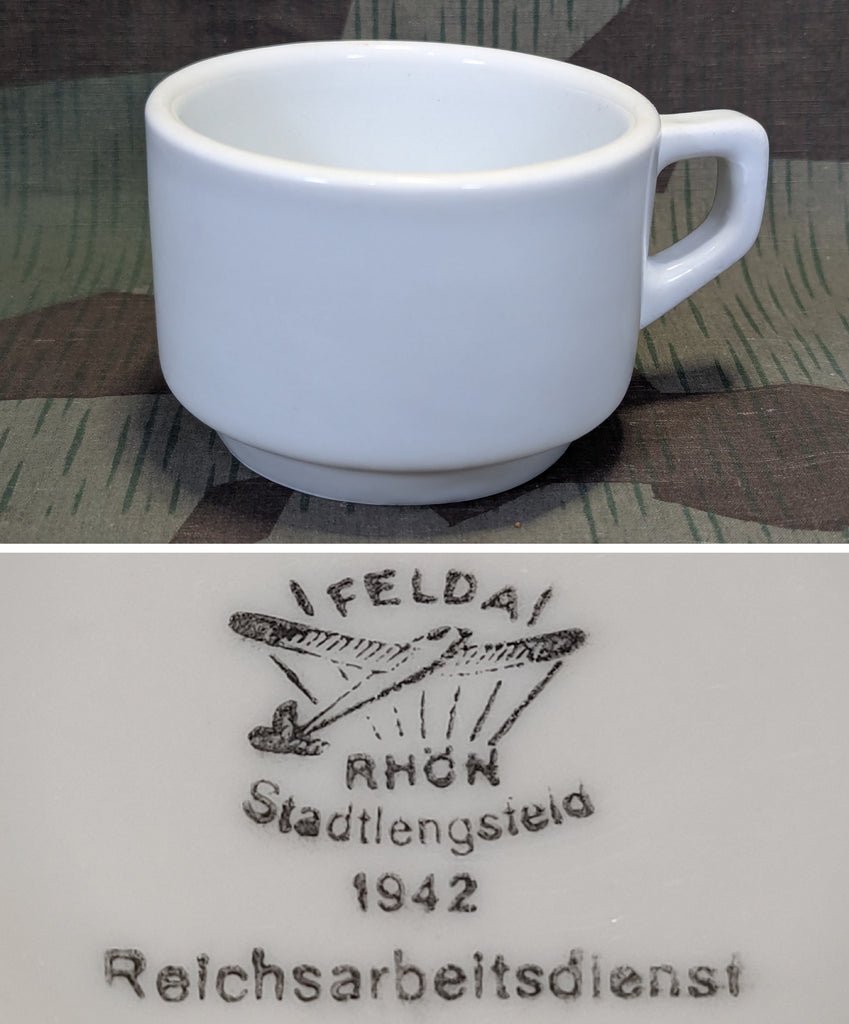 FELDA
RHÖN
Stadtlengsfeld
1942
Reichsarbeitsdienst